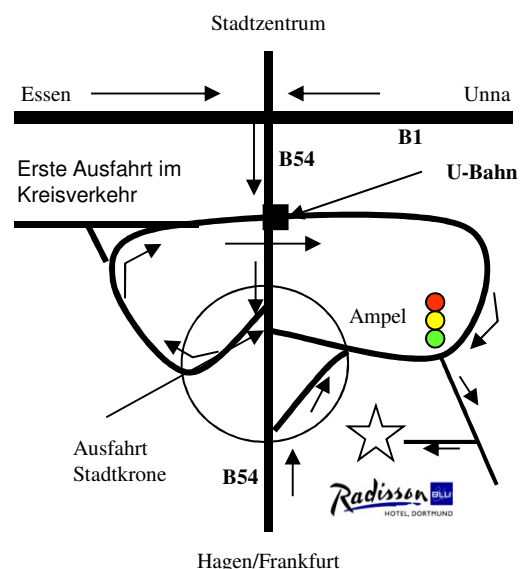 Stadtzentrum
Essen
Unna
B1
B54
Erste Ausfahrt im
Kreisverkehr
U-Bahn
Ampel
Ausfahrt
Stadtkrone
B54
Radisson BLU
HOTEL, DORTMUND
Hagen/Frankfurt